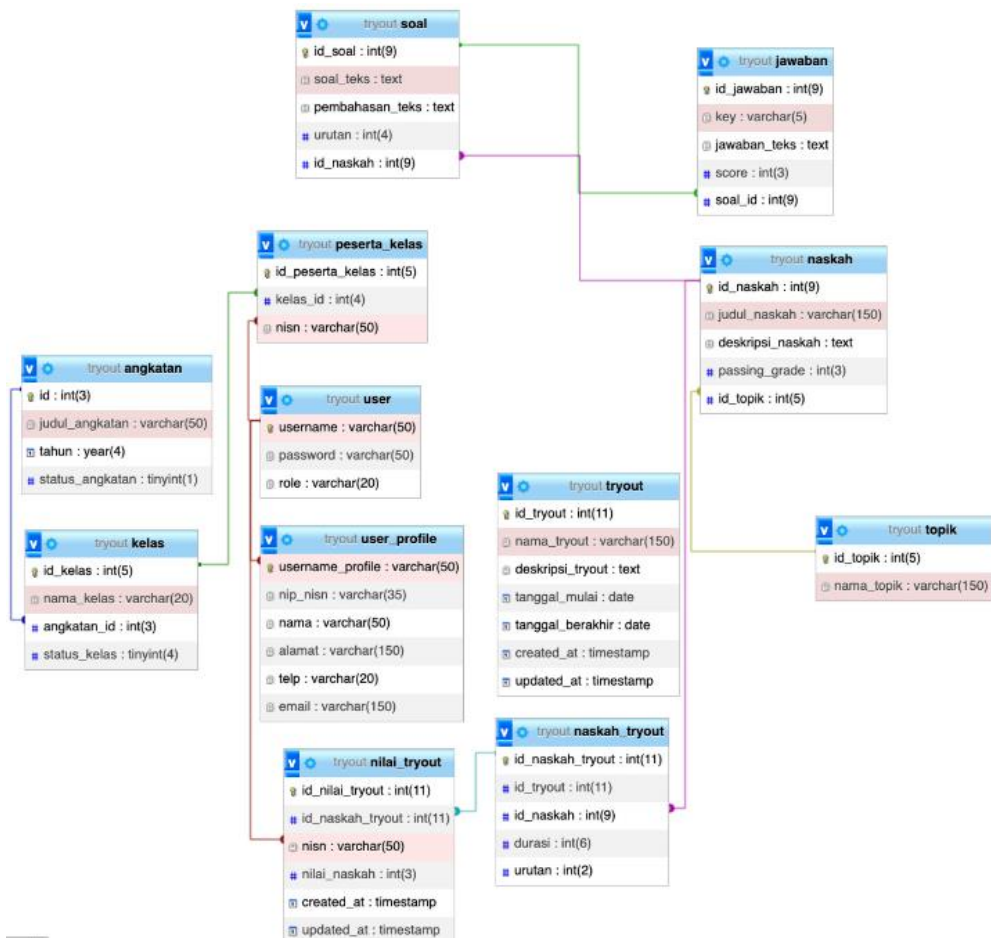 tryout soal
id_soal : int(9)
soal_teks : text
pembahasan_teks : text
urutan : int(4)
id_naskah : int(9)
tryout jawaban
id_jawaban : int(9)
key : varchar(5)
jawaban_teks : text
score : int(3)
soal_id : int(9)
tryout peserta_kelas
id_peserta_kelas : int(5)
kelas_id : int(4)
nisn : varchar(50)
tryout naskah
id_naskah : int(9)
judul_naskah : varchar(150)
deskripsi_naskah : text
passing_grade : int(3)
id_topik : int(5)
tryout angkatan
id : int(3)
judul_angkatan : varchar(50)
tahun : year(4)
status_angkatan : tinyint(1)
tryout user
username : varchar(50)
password : varchar(50)
role : varchar(20)
tryout tryout
id_tryout : int(11)
nama_tryout : varchar(150)
deskripsi_tryout : text
tanggal_mulai : date
tanggal_berakhir : date
created_at : timestamp
updated_at : timestamp
tryout topik
id_topik : int(5)
nama_topik : varchar(150)
tryout kelas
id_kelas : int(5)
nama_kelas : varchar(20)
angkatan_id : int(3)
status_kelas : tinyint(4)
tryout user_profile
username_profile : varchar(50)
nip_nisn : varchar(35)
nama : varchar(50)
alamat : varchar(150)
telp : varchar(20)
email : varchar(150)
tryout nilai_tryout
id_nilai_tryout : int(11)
id_naskah_tryout : int(11)
nisn : varchar(50)
nilai_naskah : int(3)
created_at : timestamp
updated_at : timestamp
tryout naskah_tryout
id_naskah_tryout : int(11)
id_tryout : int(11)
id_naskah : int(9)
durasi : int(6)
urutan : int(2)